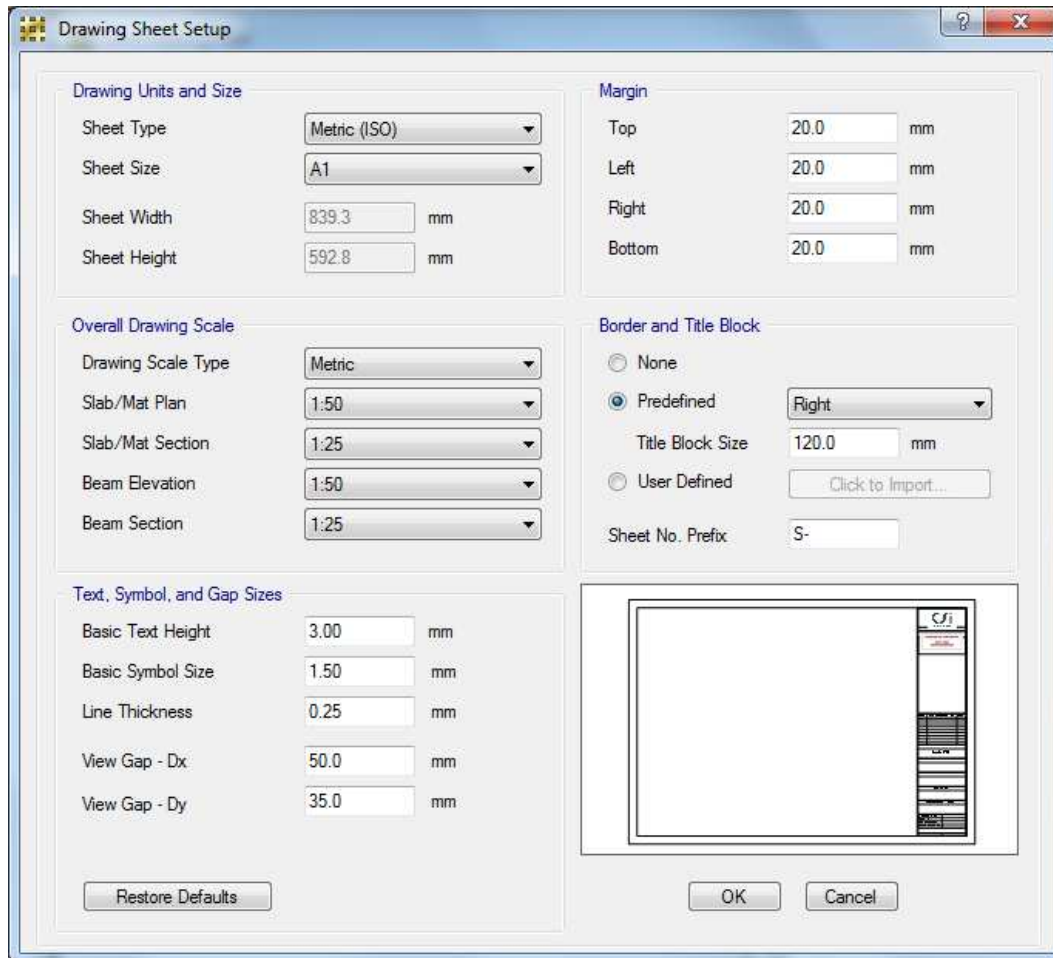 Drawing Sheet Setup
Drawing Units and Size
Sheet Type Metric (ISO)
Sheet Size A1
Sheet Width 839.3 mm
Sheet Height 592.8 mm
Margin
Top 20.0 mm
Left 20.0 mm
Right 20.0 mm
Bottom 20.0 mm
Overall Drawing Scale
Drawing Scale Type Metric
Slab/Mat Plan 1:50
Slab/Mat Section 1:25
Beam Elevation 1:50
Beam Section 1:25
Border and Title Block
None
Predefined Right
Title Block Size 120.0 mm
User Defined Click to Import...
Sheet No. Prefix S-
Text, Symbol, and Gap Sizes
Basic Text Height 3.00 mm
Basic Symbol Size 1.50 mm
Line Thickness 0.25 mm
View Gap - Dx 50.0 mm
View Gap - Dy 35.0 mm
CSi
Restore Defaults
OK Cancel